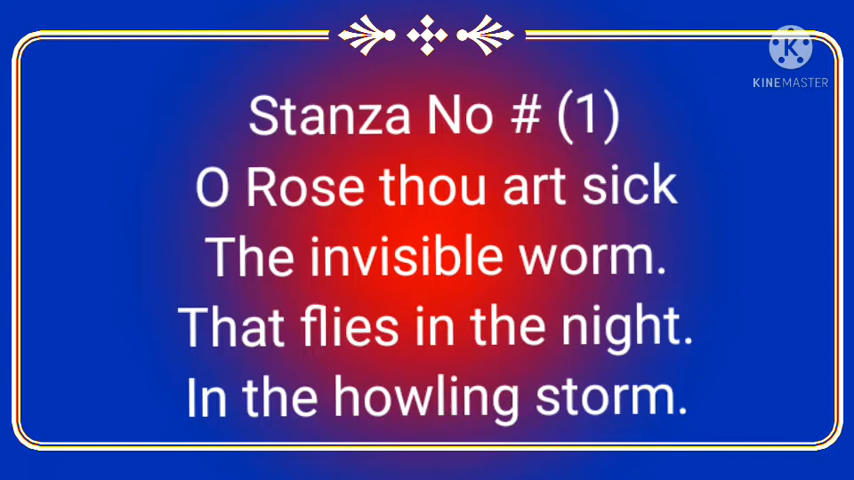 KINEMASTER
Stanza No # (1)
O Rose thou art sick
The invisible worm.
That flies in the night.
In the howling storm.